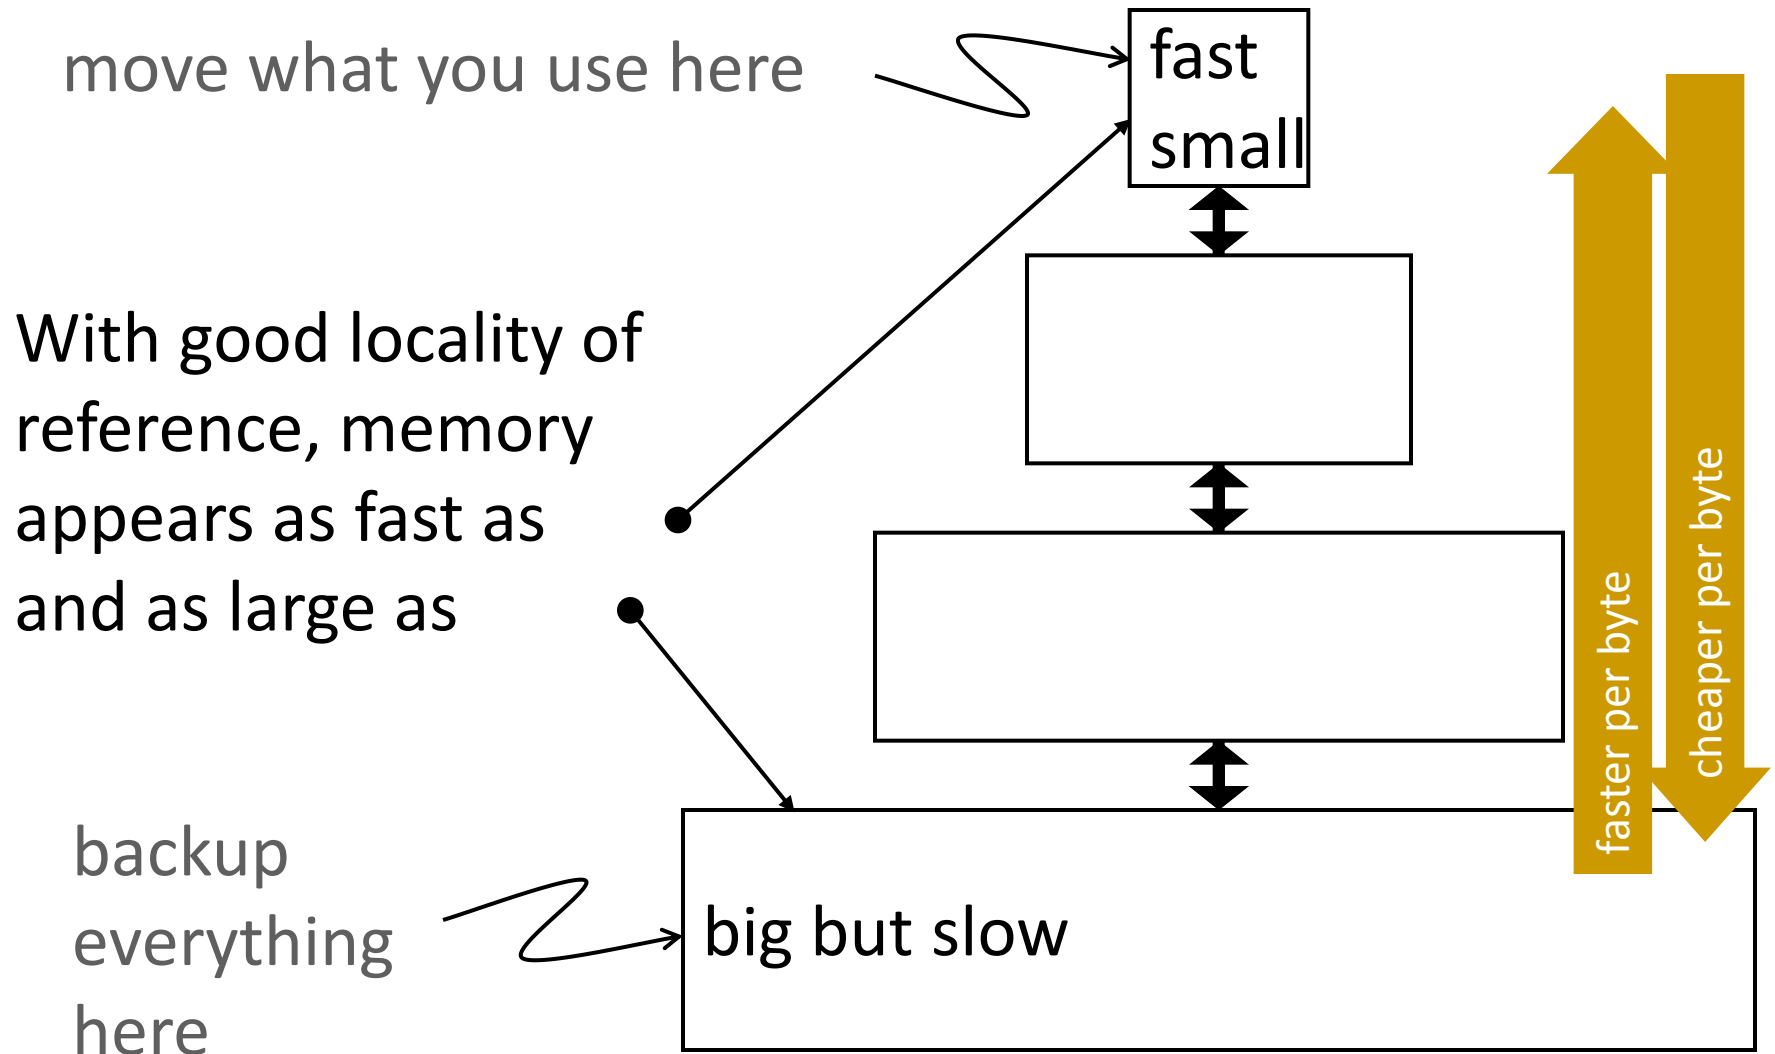 move what you use here
fast
small
With good locality of
reference, memory
appears as fast as
and as large as
faster per byte
cheaper per byte
backup
everything
here
big but slow